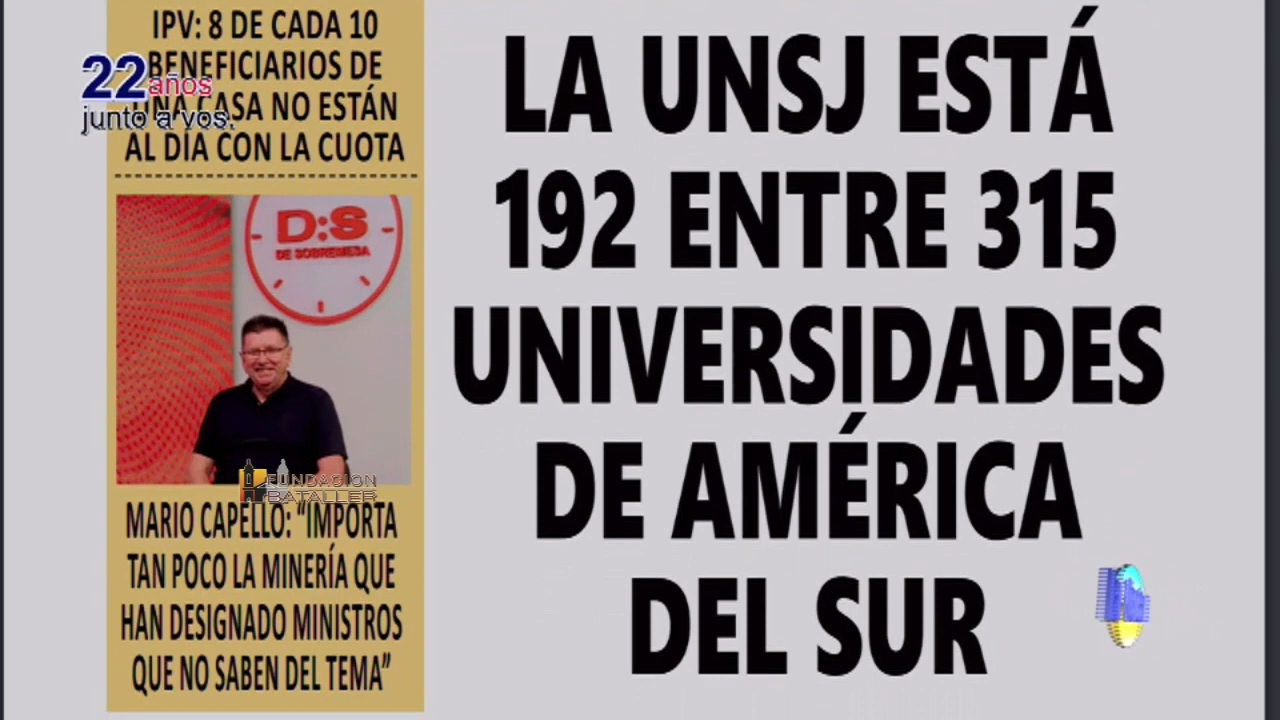 IPV: 8 DE CADA 10
BENEFICIARIOS DE
UNA CASA NO ESTÁN
AL DÍA CON LA CUOTA
22 años
junto a vos.
D:S
DE SOBREMESA
FUNDACION
BATALLER
MARIO CAPELLO: “IMPORTA
TAN POCO LA MINERÍA QUE
HAN DESIGNADO MINISTROS
QUE NO SABEN DEL TEMA”
LA UNSJ ESTÁ
192 ENTRE 315
UNIVERSIDADES
DE AMÉRICA
DEL SUR